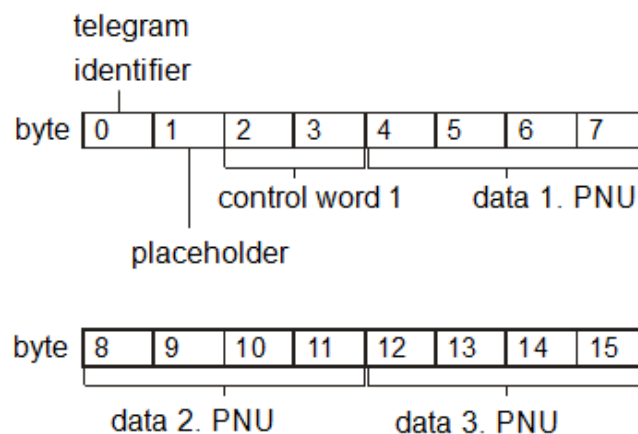 telegram
identifier
byte 0 1 2 3 4 5 6 7
control word 1 data 1. PNU
placeholder
byte 8 9 10 11 12 13 14 15
data 2. PNU data 3. PNU